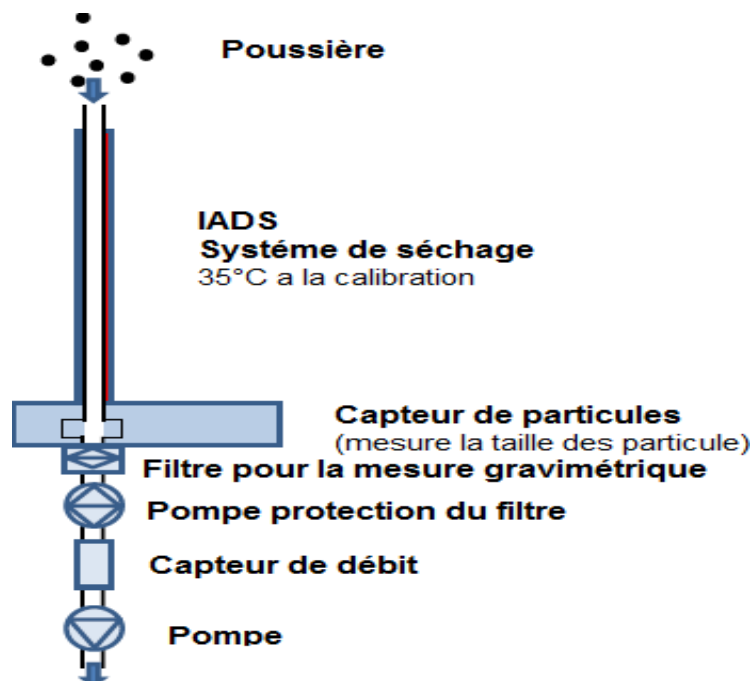 Poussière
IADS
Systéme de séchage
35°C a la calibration
Capteur de particules
(mesure la taille des particule)
Filtre pour la mesure gravimétrique
Pompe protection du filtre
Capteur de débit
Pompe